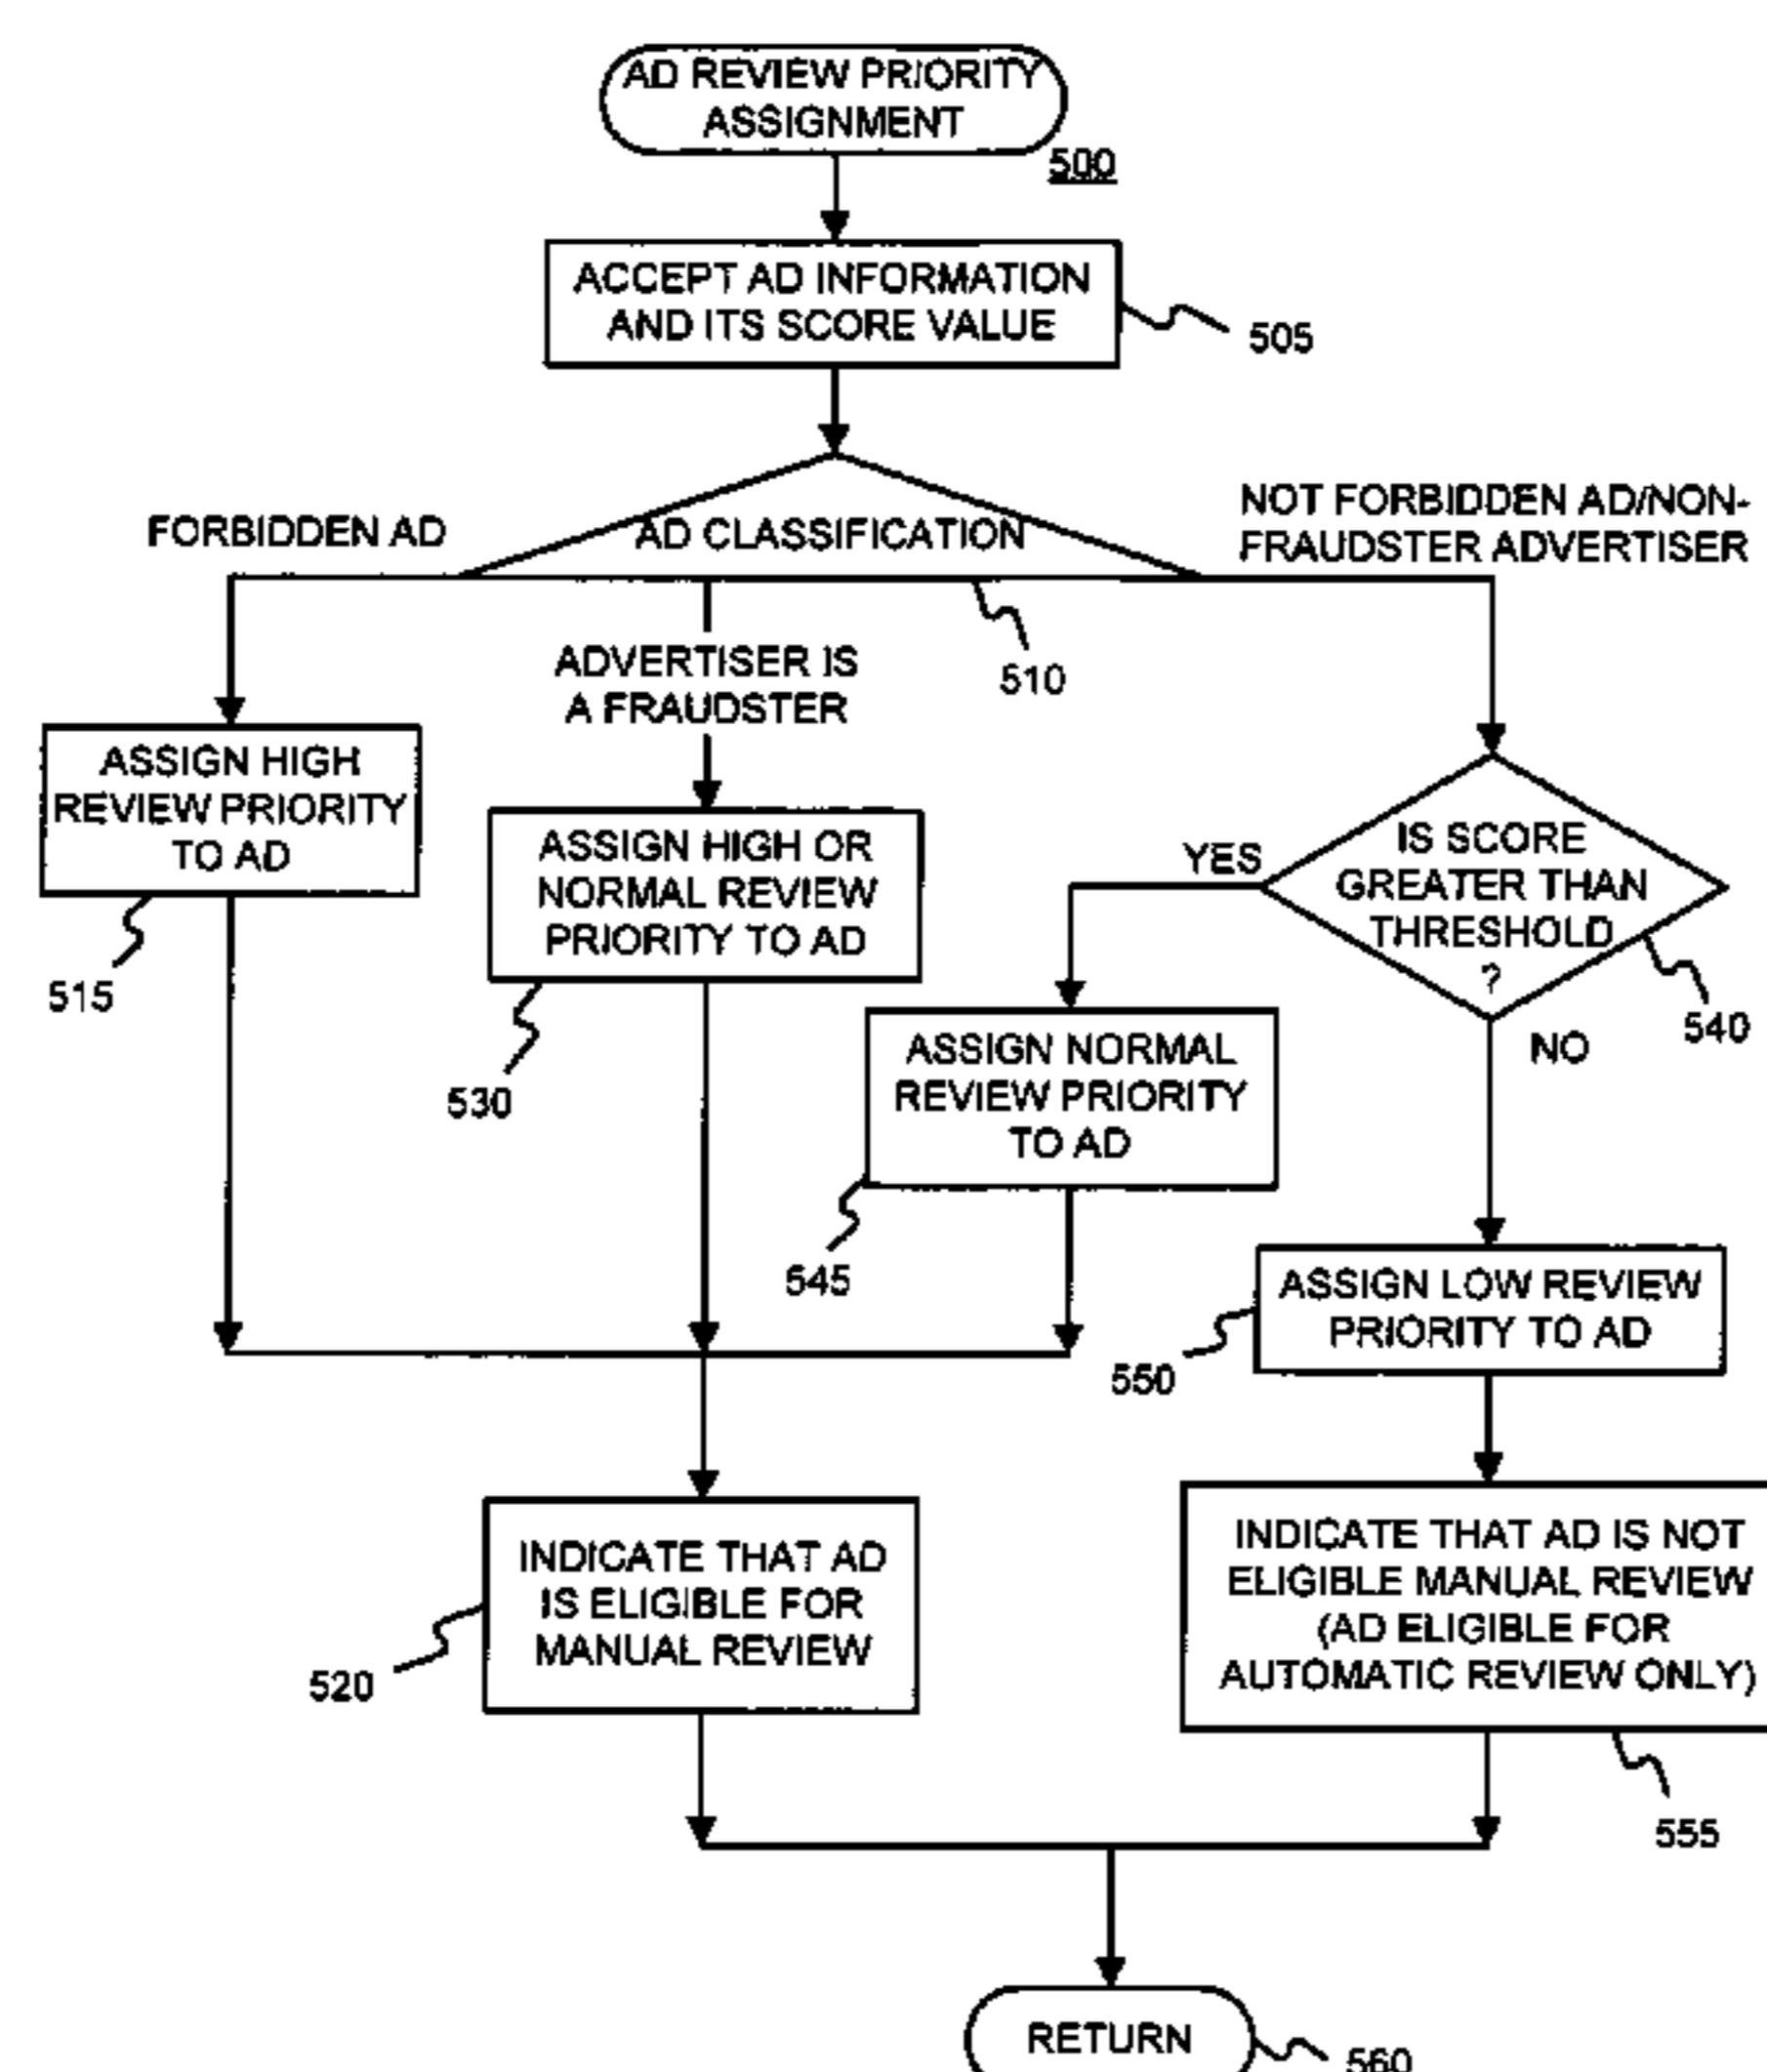 AD REVIEW PRIORITY
ASSIGNMENT
500
ACCEPT AD INFORMATION
AND ITS SCORE VALUE
505
FORBIDDEN AD
AD CLASSIFICATION
NOT FORBIDDEN AD/NON-
FRAUDSTER ADVERTISER
510
ADVERTISER IS
A FRAUDSTER
ASSIGN HIGH
REVIEW PRIORITY
TO AD
515
ASSIGN HIGH OR
NORMAL REVIEW
PRIORITY TO AD
530
YES
IS SCORE
GREATER THAN
THRESHOLD
?
540
NO
ASSIGN NORMAL
REVIEW PRIORITY
TO AD
545
ASSIGN LOW REVIEW
PRIORITY TO AD
550
INDICATE THAT AD
IS ELIGIBLE FOR
MANUAL REVIEW
520
INDICATE THAT AD IS NOT
ELIGIBLE MANUAL REVIEW
(AD ELIGIBLE FOR
AUTOMATIC REVIEW ONLY)
555
RETURN
560